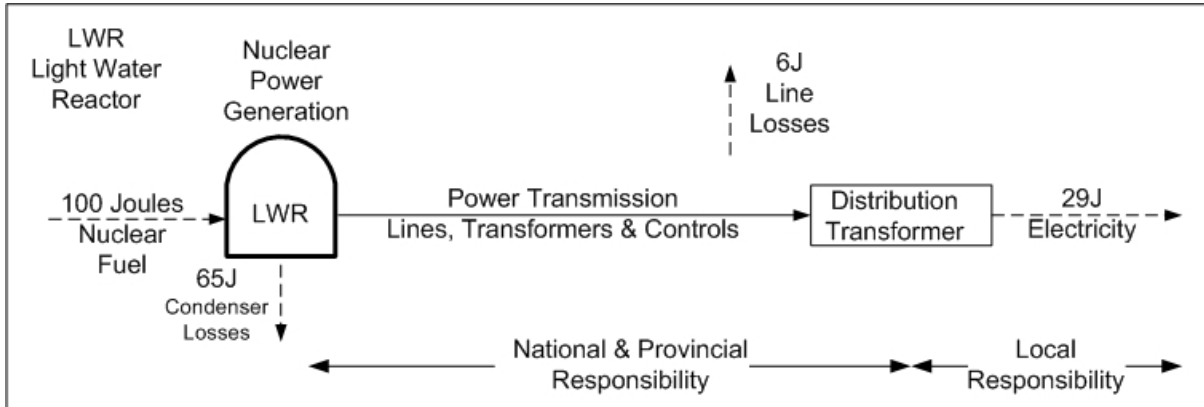 LWR
Light Water
Reactor
Nuclear
Power
Generation
6J
Line
Losses
100 Joules
Nuclear
Fuel
LWR
Power Transmission
Lines, Transformers & Controls
Distribution
Transformer
29J
Electricity
65J
Condenser
Losses
National & Provincial
Responsibility
Local
Responsibility